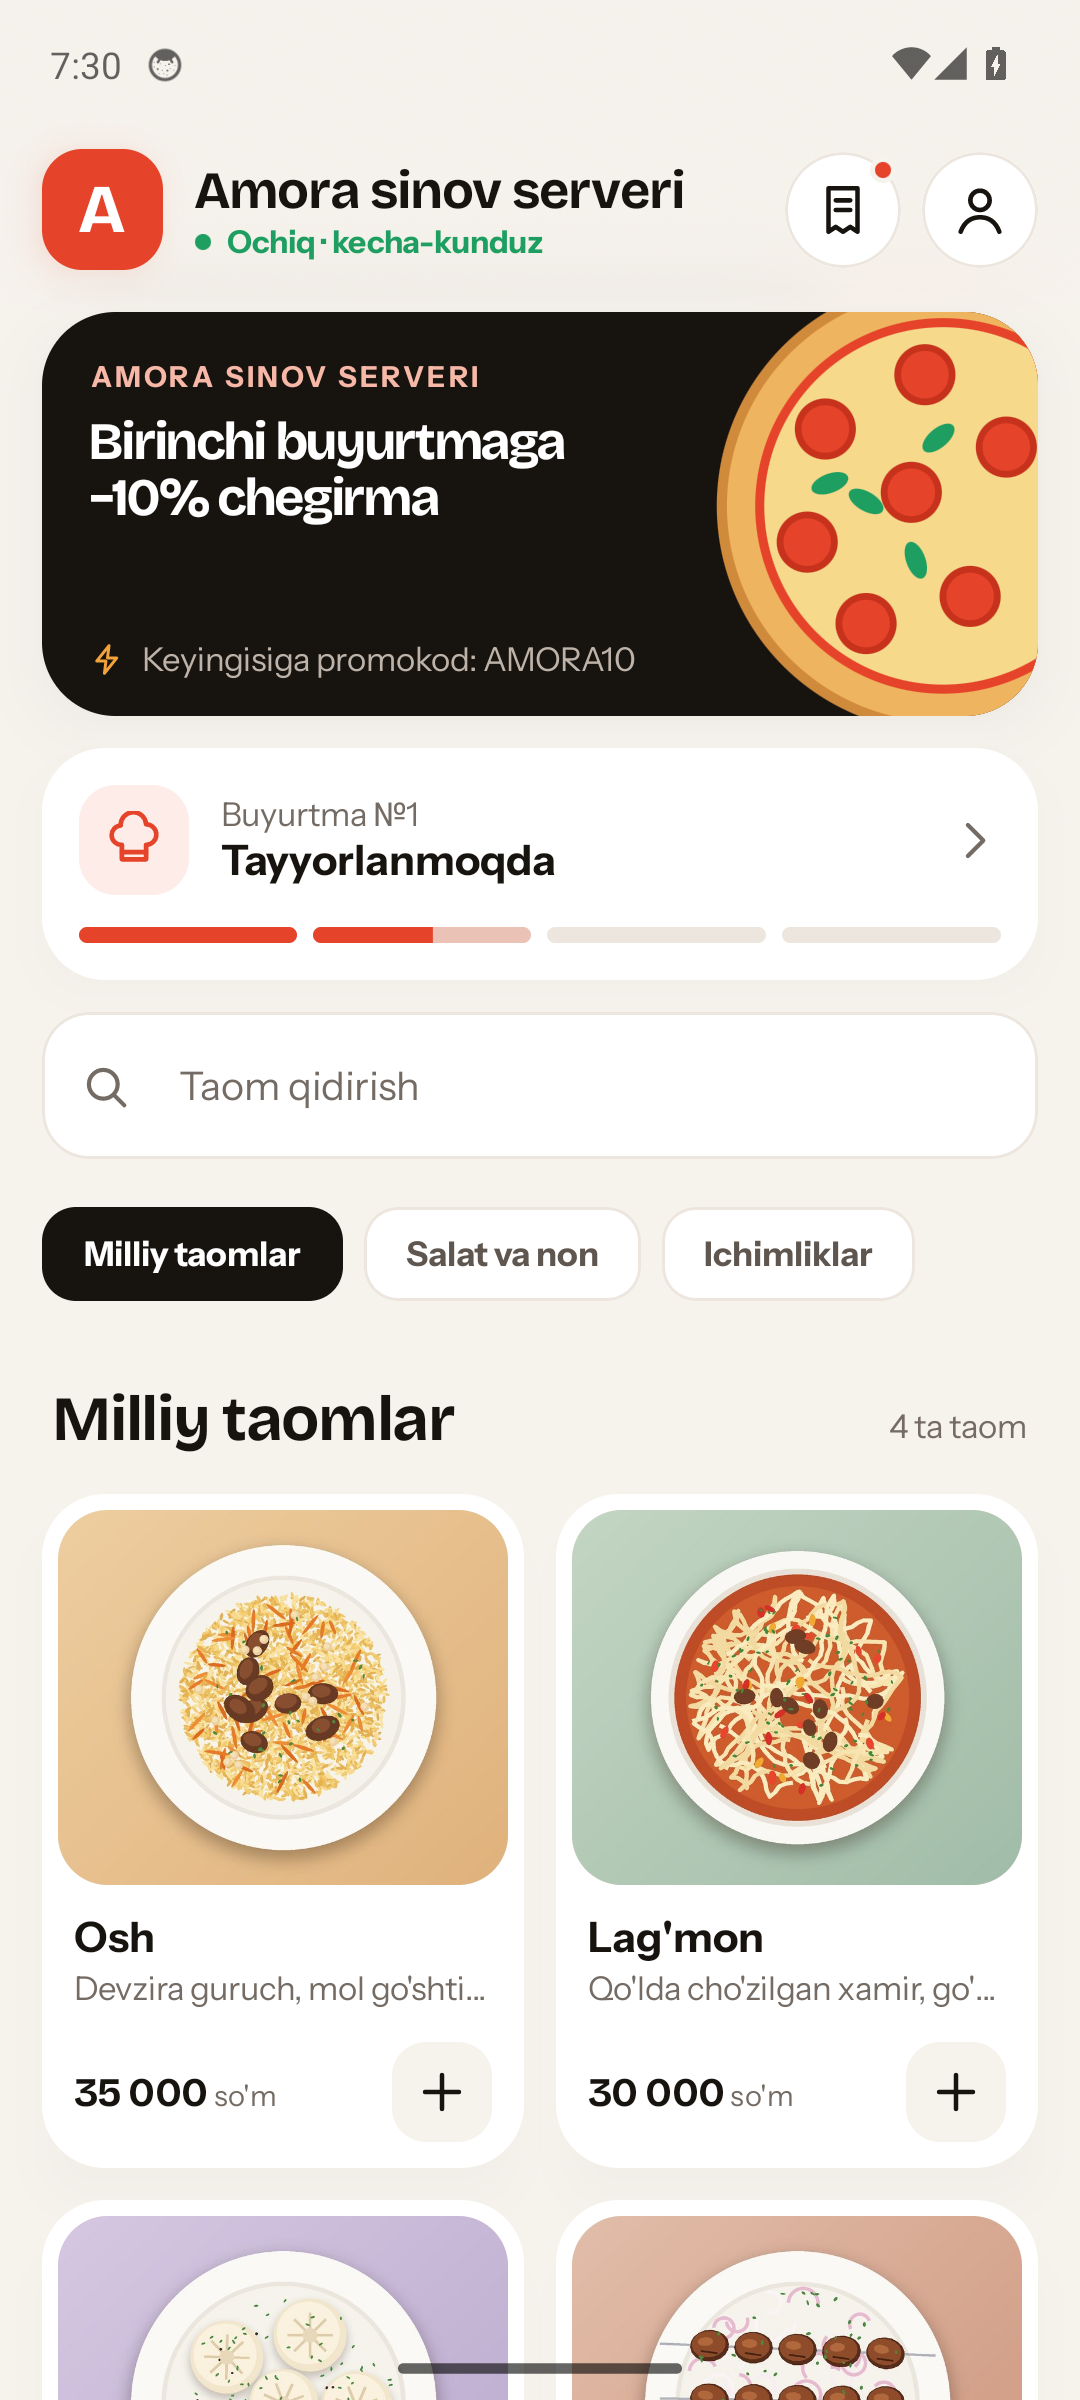 7:30
A
Amora sinov serveri
Ochiq · kecha-kunduz
AMORA SINOV SERVERI
Birinchi buyurtmaga
−10% chegirma
Keyingisiga promokod: AMORA10
Buyurtma №1
Tayyorlanmoqda
Taom qidirish
Milliy taomlar
Salat va non
Ichimliklar
Milliy taomlar
4 ta taom
Osh
Devzira guruch, mol go'shti...
35 000 so'm
Lag'mon
Qo'lda cho'zilgan xamir, go'...
30 000 so'm